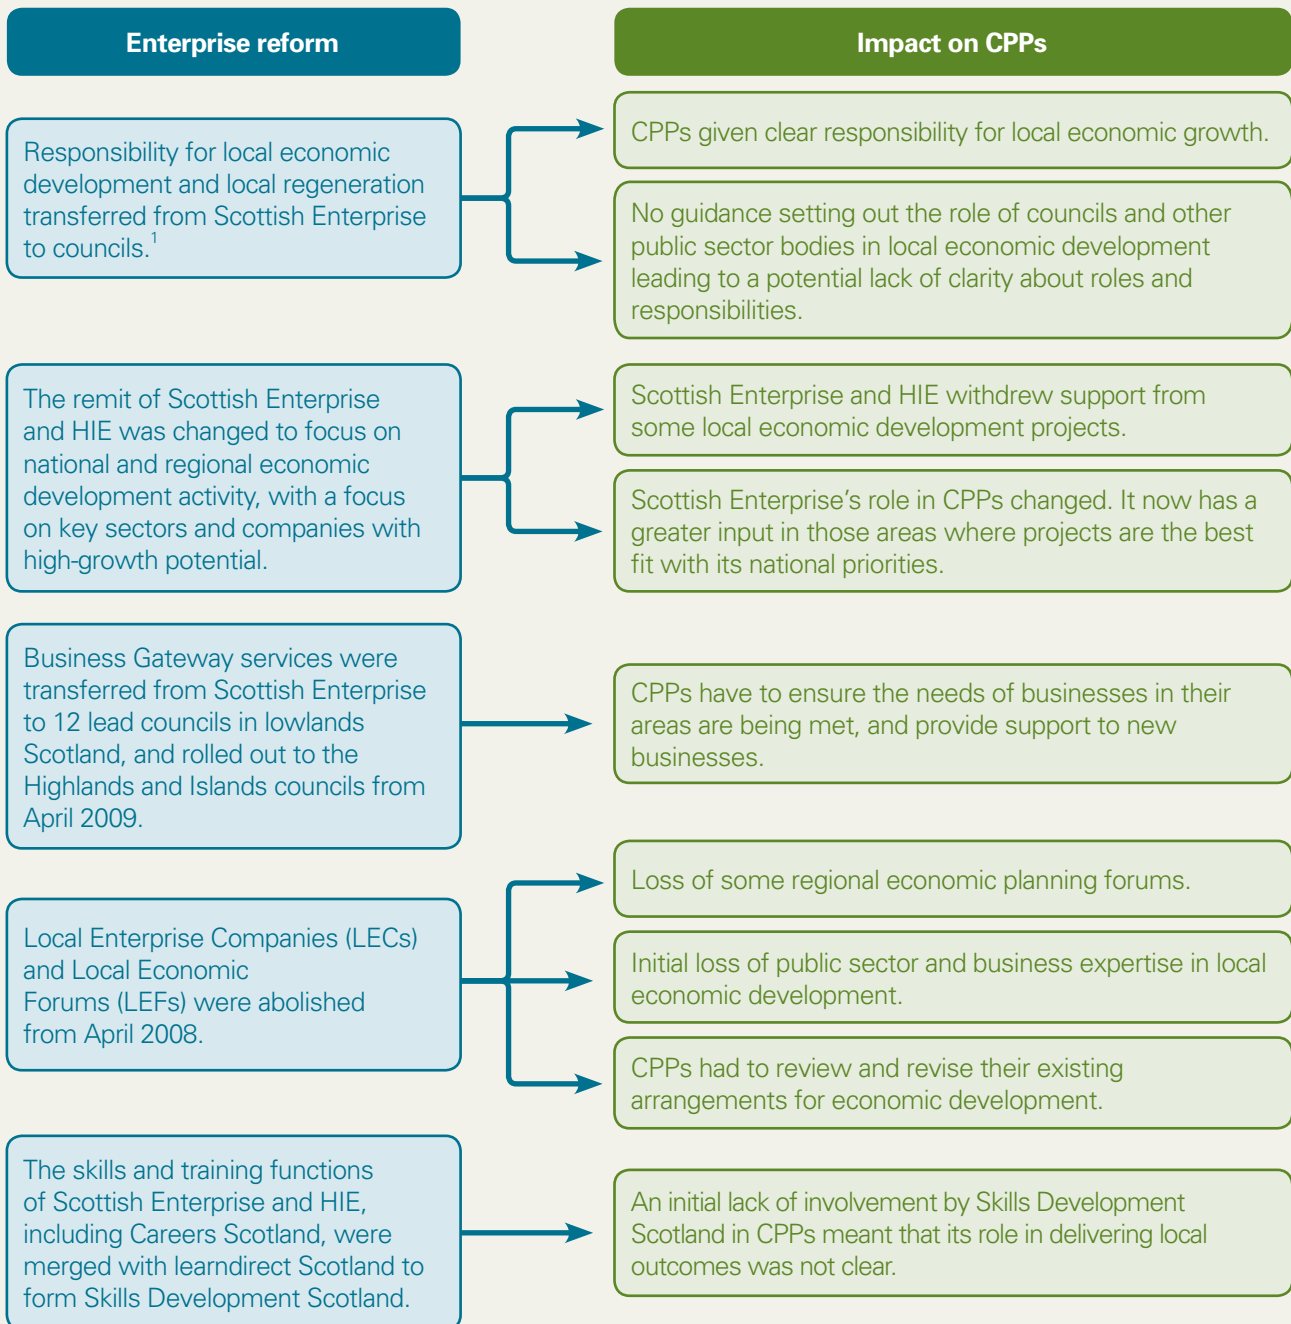 Enterprise reform
Impact on CPPs
Responsibility for local economic
development and local regeneration
transferred from Scottish Enterprise
to councils.1
CPPs given clear responsibility for local economic growth.
No guidance setting out the role of councils and other
public sector bodies in local economic development
leading to a potential lack of clarity about roles and
responsibilities.
The remit of Scottish Enterprise
and HIE was changed to focus on
national and regional economic
development activity, with a focus
on key sectors and companies with
high-growth potential.
Scottish Enterprise and HIE withdrew support from
some local economic development projects.
Scottish Enterprise's role in CPPs changed. It now has a
greater input in those areas where projects are the best
fit with its national priorities.
Business Gateway services were
transferred from Scottish Enterprise
to 12 lead councils in lowlands
Scotland, and rolled out to the
Highlands and Islands councils from
April 2009.
CPPs have to ensure the needs of businesses in their
areas are being met, and provide support to new
businesses.
Local Enterprise Companies (LECs)
and Local Economic
Forums (LEFs) were abolished
from April 2008.
Loss of some regional economic planning forums.
Initial loss of public sector and business expertise in local
economic development.
CPPs had to review and revise their existing
arrangements for economic development.
The skills and training functions
of Scottish Enterprise and HIE,
including Careers Scotland, were
merged with learndirect Scotland to
form Skills Development Scotland.
An initial lack of involvement by Skills Development
Scotland in CPPs meant that its role in delivering local
outcomes was not clear.